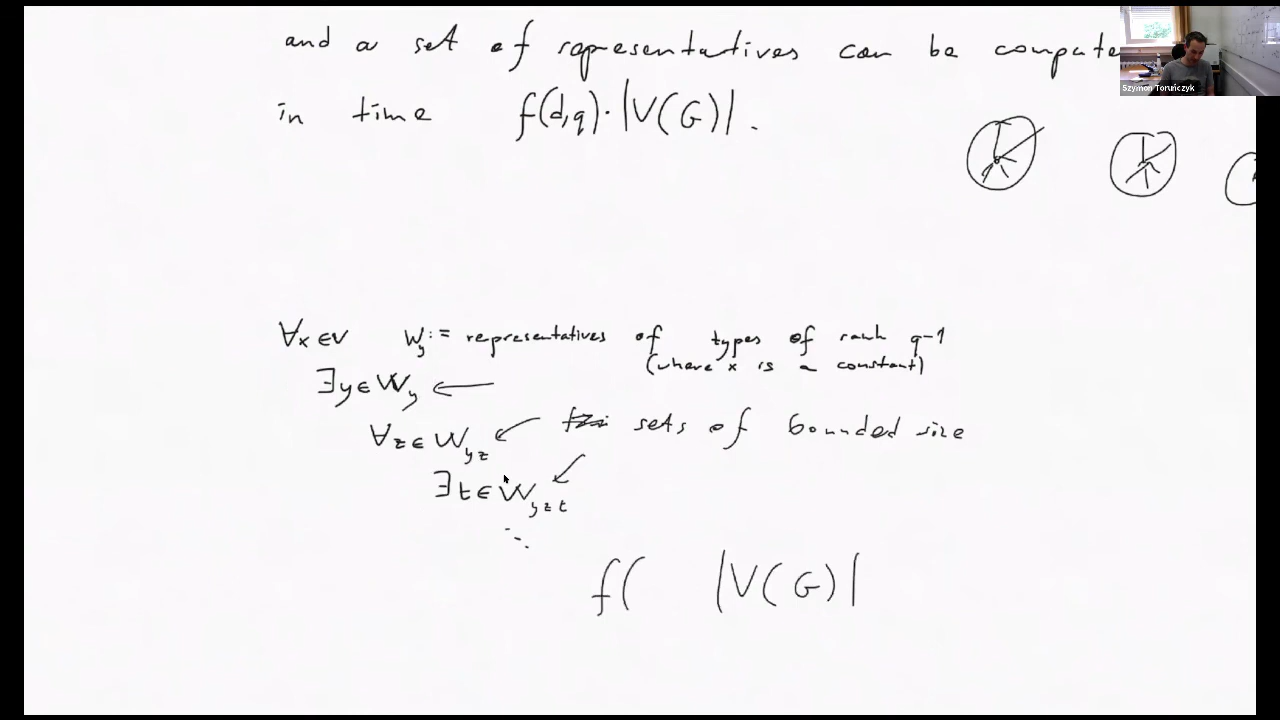 and a set of representatives can be compute
in time f(d,q)·|V(G)|.
Szymon Toruńczyk
∀x∈V W_y := representatives of types of rank q-1
(where x is a constant)
∃y∈W_y ←
∀z∈W_yz ← sets of bounded size
∃t∈W_yzt
⋱
f( |V(G)|